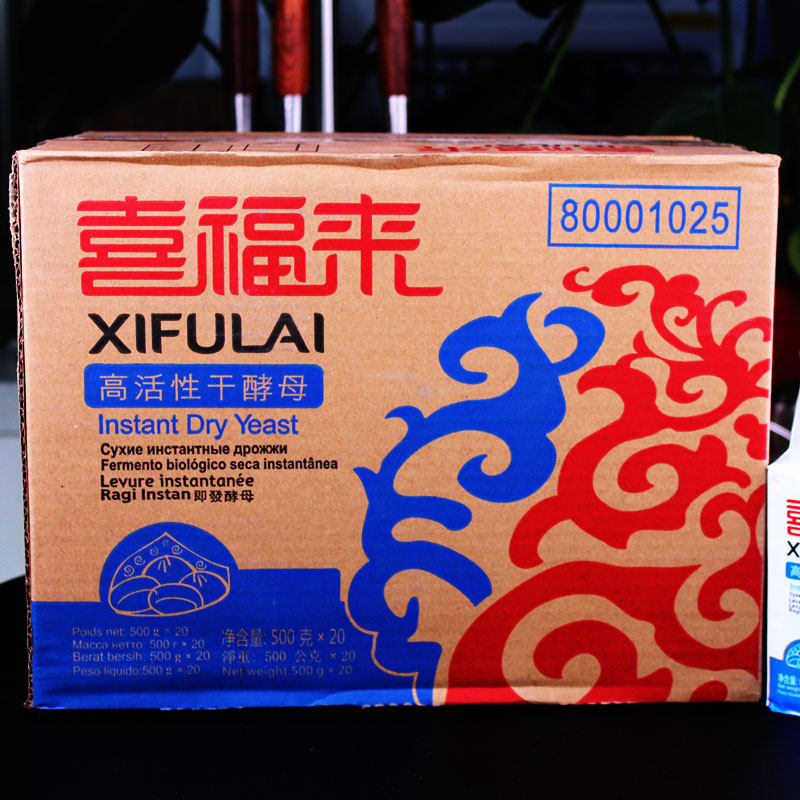 喜福来
80001025
XIFULAI
高活性干酵母
Instant Dry Yeast
Сухие инстантные дрожжи
Fermento biológico seca instantânea
Levure instantanée
Ragi Instan 即發酵母
Poids net: 500 g × 20
Масса нетто: 500 г × 20
Berat bersih: 500 g × 20
Peso líquido:500 g × 20
净含量: 500 克 × 20
淨重: 500 公克 × 20
Net weight:500 g × 20